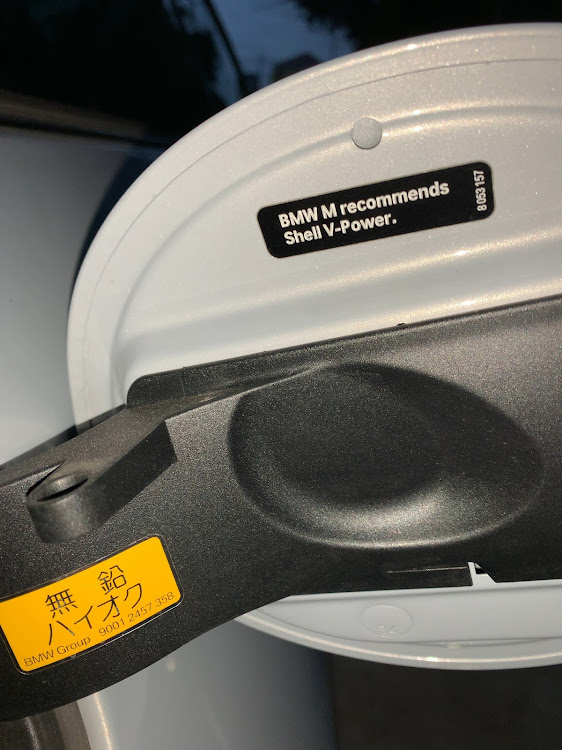 BMW M recommends
Shell V-Power.
8 053 157
無 鉛
ハイオク
BMW Group 9001 2457 358